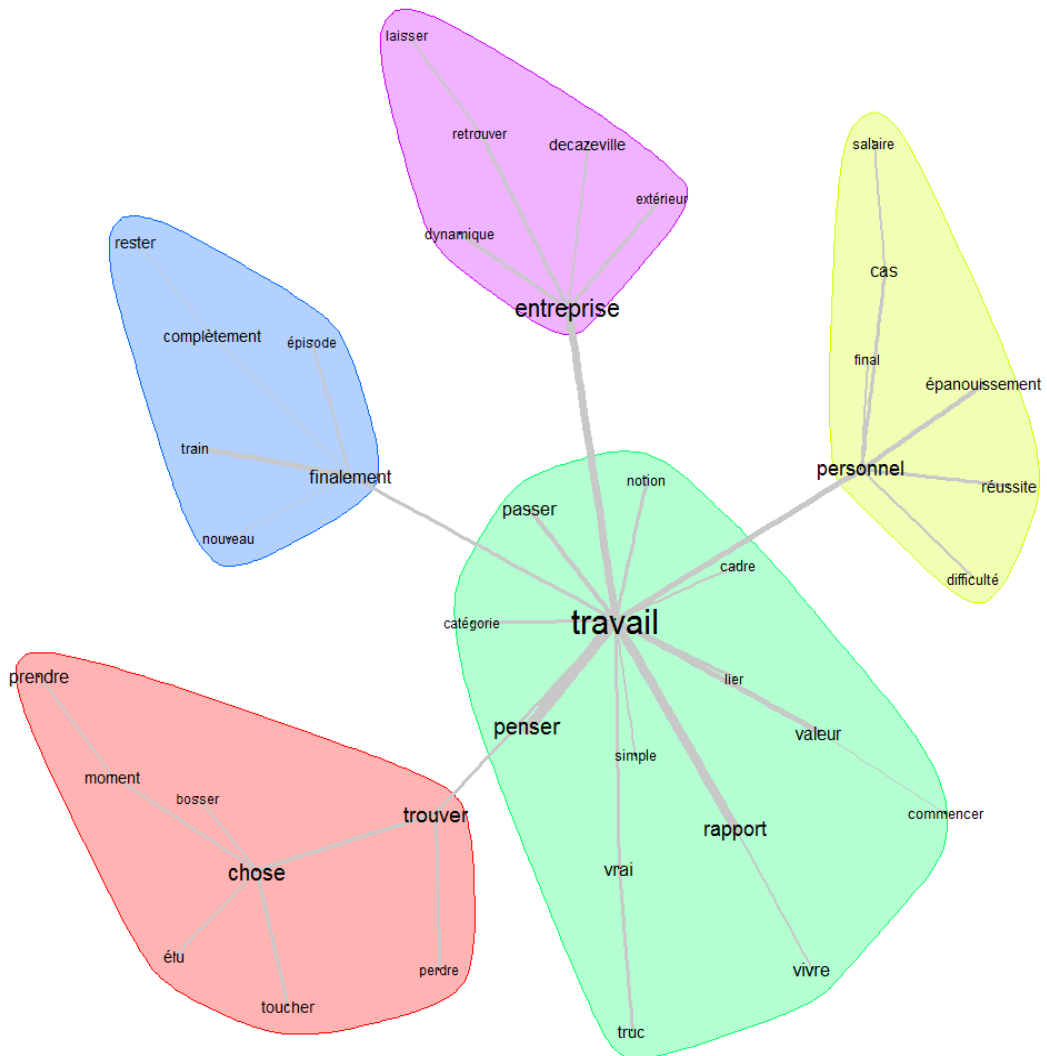 laisser
retrouver
decazeville
extérieur
dynamique
entreprise
salaire
cas
final
épanouissement
personnel
réussite
difficulté
rester
complètement
épisode
train
finalement
nouveau
passer
notion
cadre
catégorie
travail
lier
penser
valeur
simple
commencer
rapport
vrai
vivre
truc
prendre
moment
bosser
trouver
chose
élu
perdre
toucher